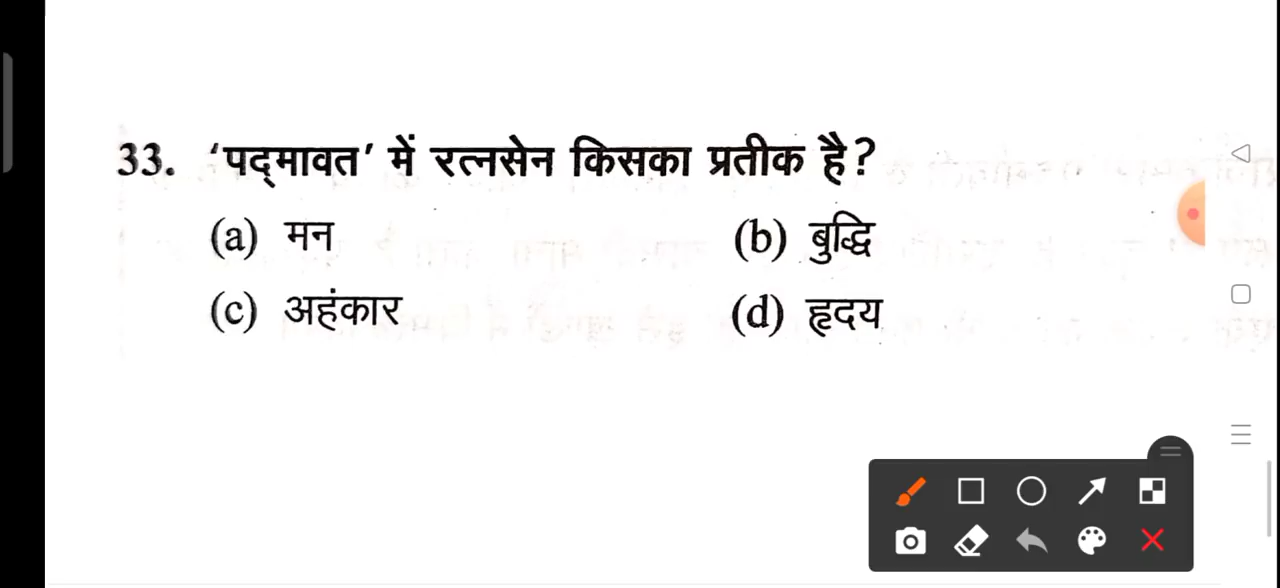 33. ‘पद्मावत’ में रत्नसेन किसका प्रतीक है?
(a) मन (b) बुद्धि
(c) अहंकार (d) हृदय